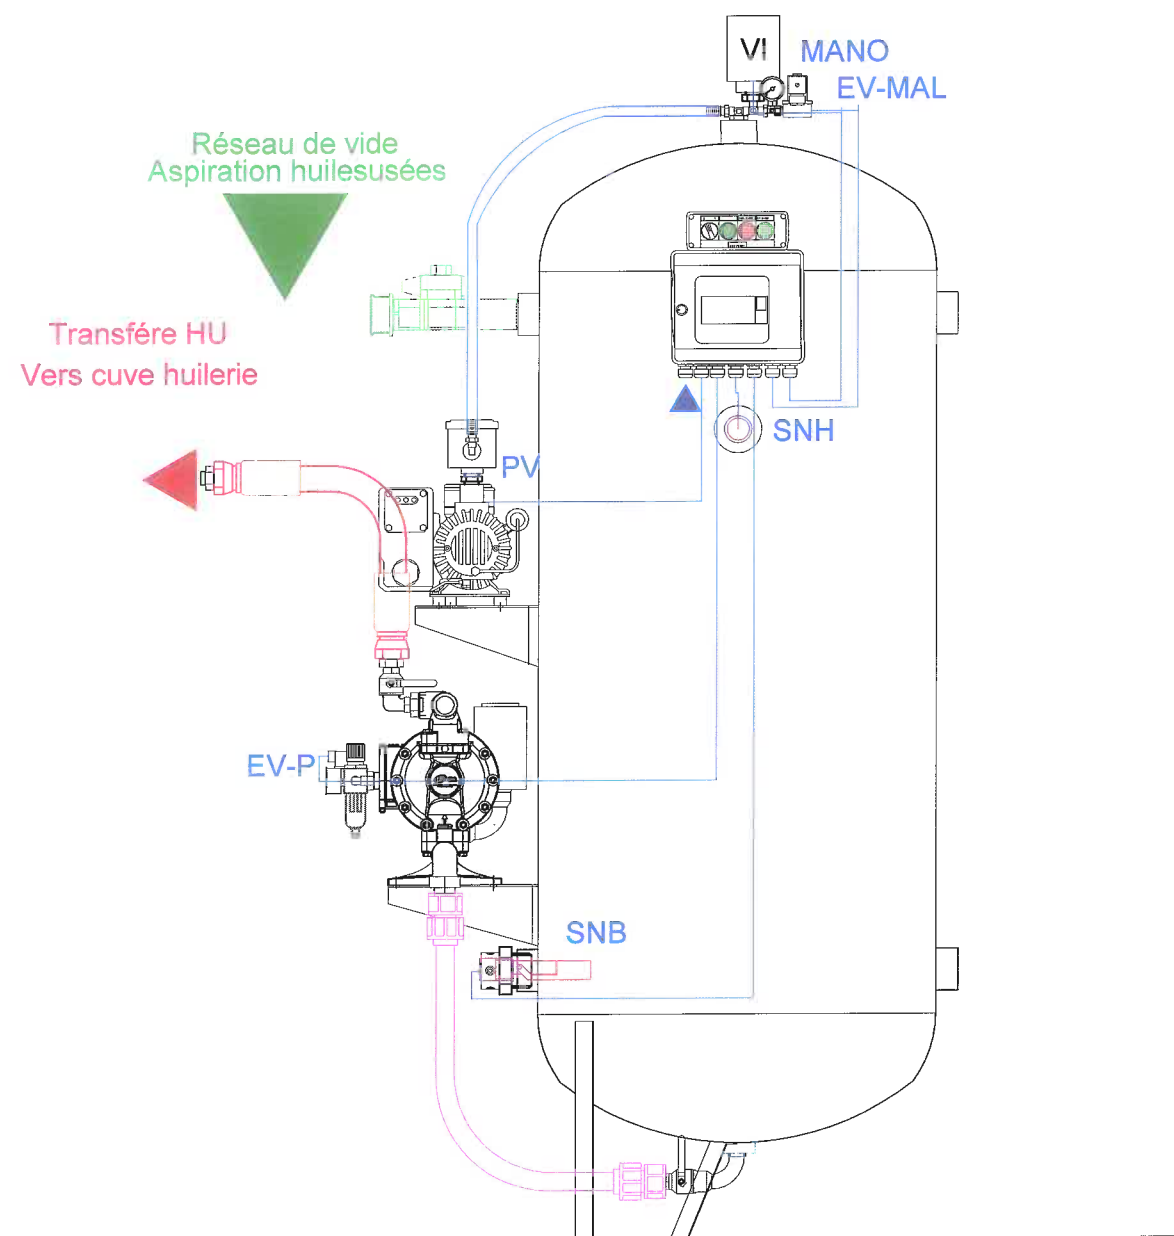 VI
MANO
EV-MAL
Réseau de vide
Aspiration huilesusées
Transfére HU
Vers cuve huilerie
SNH
PV
EV-P
SNB